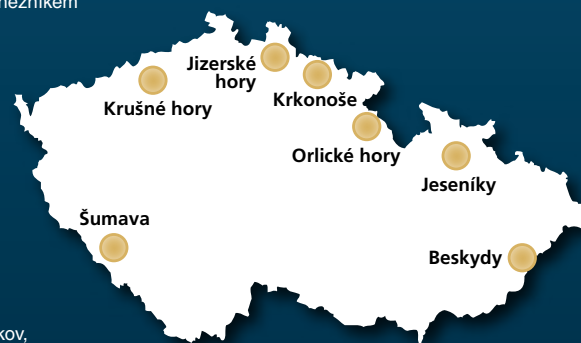 Jizerské
hory
Krušné hory
Krkonoše
Orlické hory
Jeseníky
Šumava
Beskydy